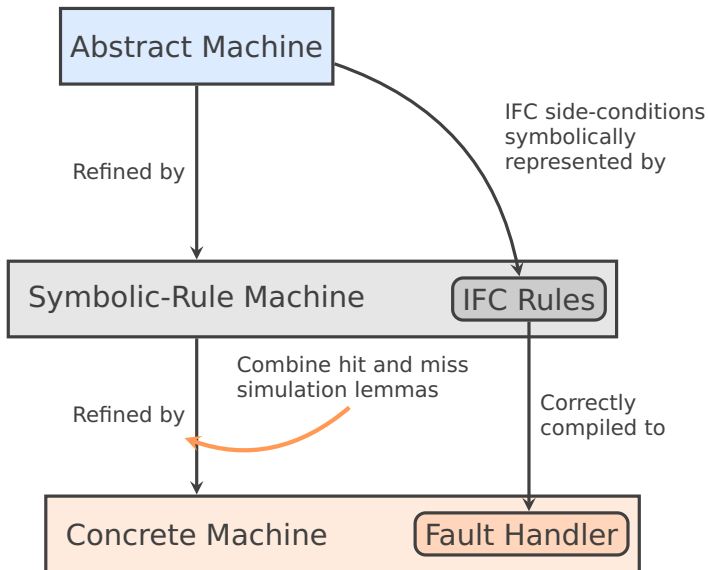 Abstract Machine
IFC side-conditions
symbolically
represented by
Refined by
Symbolic-Rule Machine
IFC Rules
Combine hit and miss
simulation lemmas
Refined by
Correctly
compiled to
Concrete Machine
Fault Handler